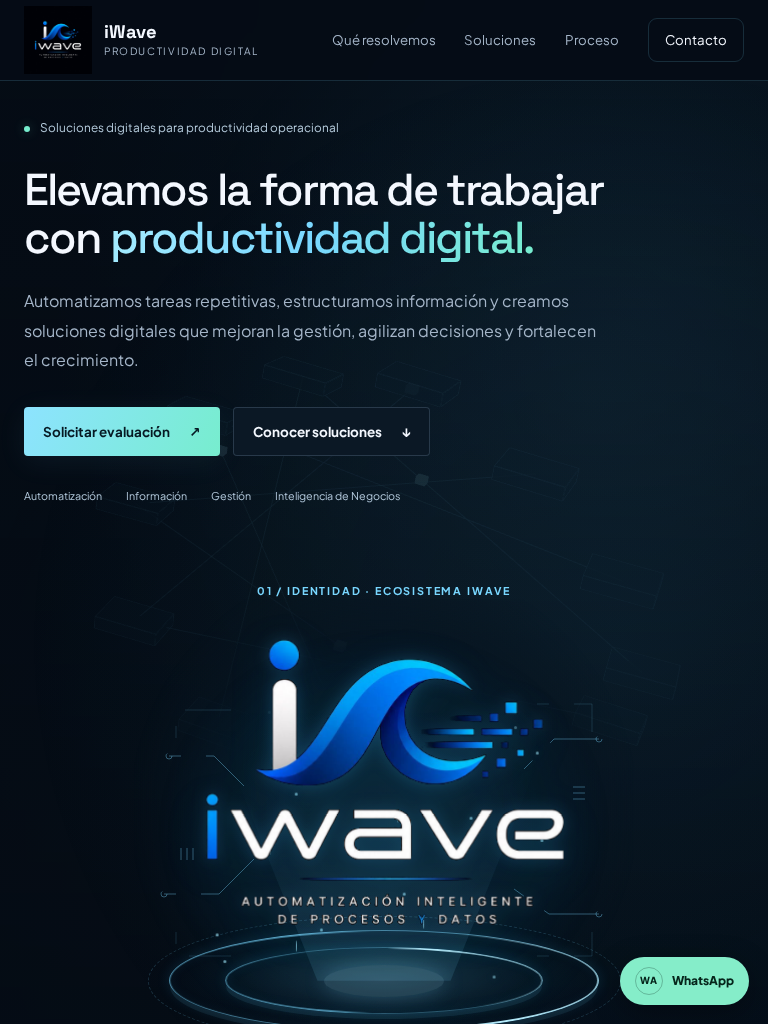 iwave
iWave
PRODUCTIVIDAD DIGITAL
Qué resolvemos
Soluciones
Proceso
Contacto
Soluciones digitales para productividad operacional
Elevamos la forma de trabajar
con productividad digital.
Automatizamos tareas repetitivas, estructuramos información y creamos
soluciones digitales que mejoran la gestión, agilizan decisiones y fortalecen
el crecimiento.
Solicitar evaluación ↗
Conocer soluciones ↓
Automatización
Información
Gestión
Inteligencia de Negocios
01 / IDENTIDAD · ECOSISTEMA IWAVE
iwave
AUTOMATIZACIÓN INTELIGENTE
DE PROCESOS Y DATOS
WA WhatsApp